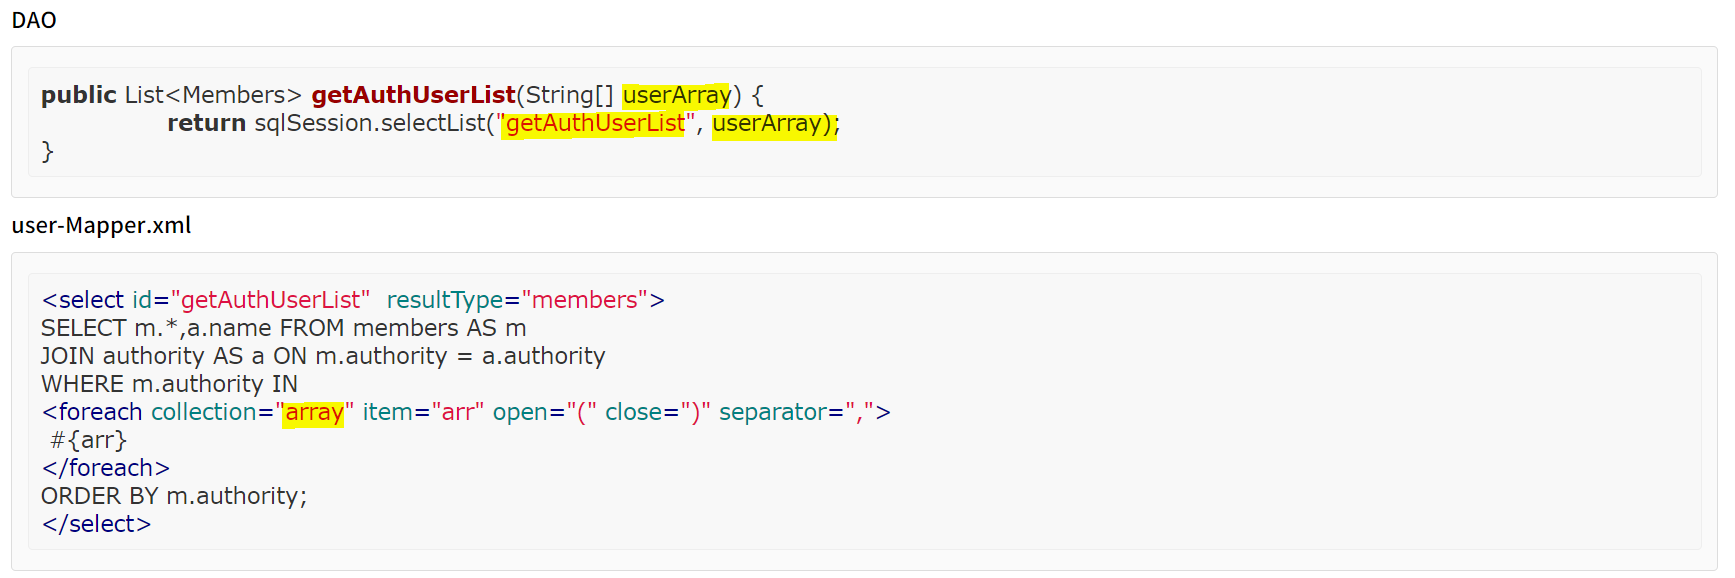 DAO
public List<Members> getAuthUserList(String[] userArray) {
return sqlSession.selectList("getAuthUserList", userArray);
}
user-Mapper.xml
<select id="getAuthUserList" resultType="members">
SELECT m.*,a.name FROM members AS m
JOIN authority AS a ON m.authority = a.authority
WHERE m.authority IN
<foreach collection="array" item="arr" open="(" close=")" separator=",">
#{arr}
</foreach>
ORDER BY m.authority;
</select>